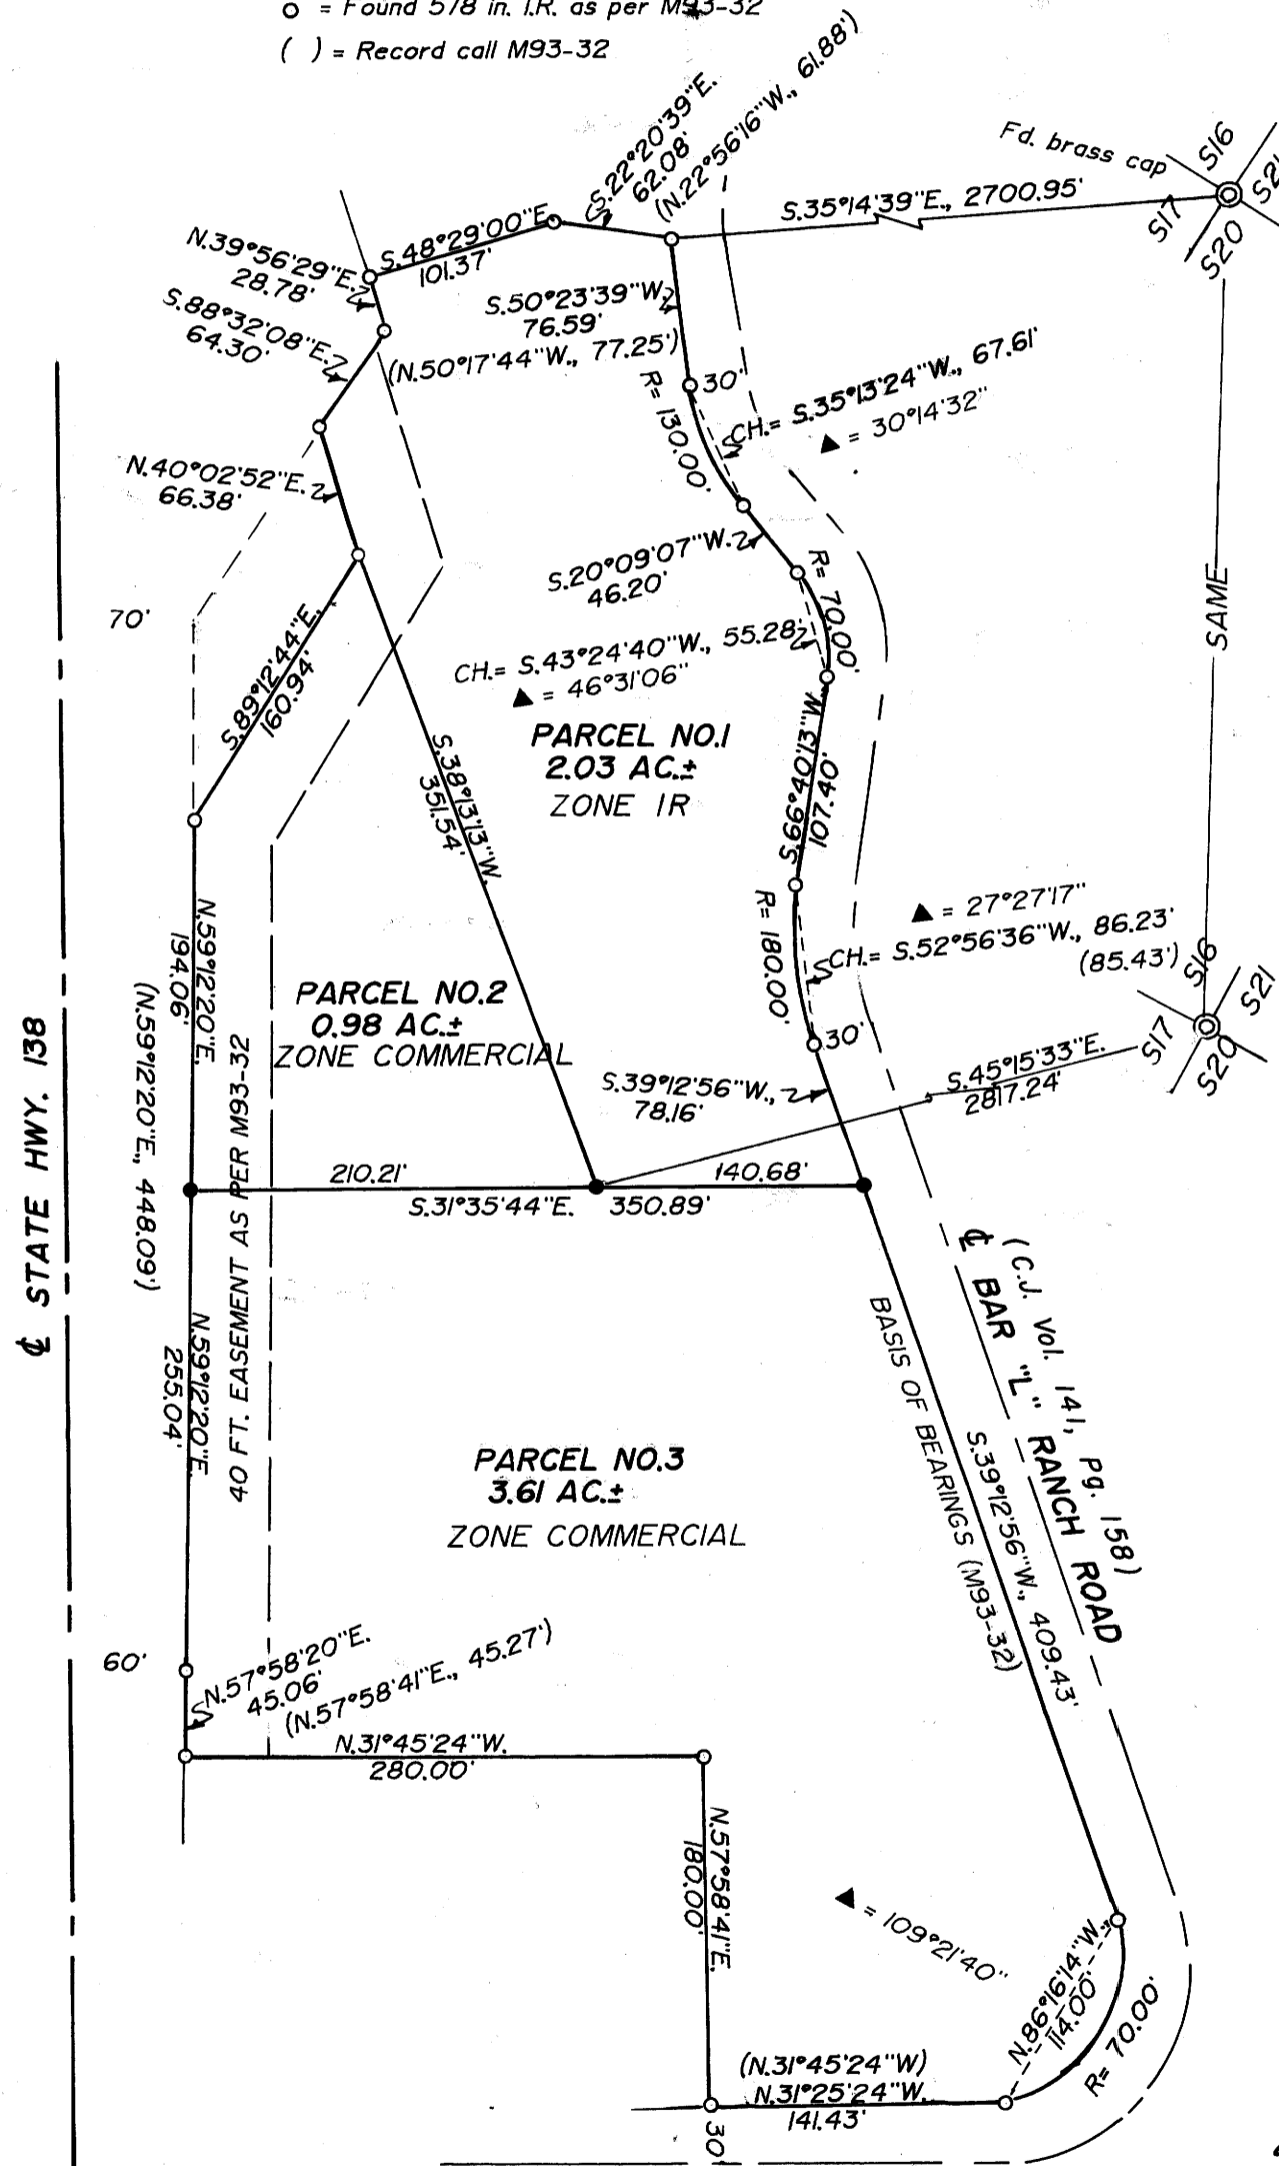 o = Found 5/8 in. I.R. as per M93-32
( ) = Record call M93-32
S.22°20'39"E.
62.08'
(N.22°56'16"W., 61.88')
Fd. brass cap
S16
S17
S20
S.35°14'39"E., 2700.95'
N.39°56'29"E.
28.78'
S.48°29'00"E.
101.37'
S.88°32'08"E.
64.30'
S.50°23'39"W.
76.59'
(N.50°17'44"W., 77.25')
30'
R= 130.00'
CH.= S.35°13'24"W., 67.61'
▲ = 30°14'32"
N.40°02'52"E.
66.38'
S.20°09'07"W.
46.20'
R= 70.00'
SAME
70'
S.89°12'44"E.
160.94'
CH.= S.43°24'40"W., 55.28'
▲ = 46°31'06"
PARCEL NO.1
2.03 AC.±
ZONE IR
S.38°13'13"W.
351.54'
S.66°40'13"W.
107.40'
R= 180.00'
▲ = 27°27'17"
CH.= S.52°56'36"W., 86.23'
(85.43')
S16
S21
S17
S20
N.59°12'20"E.
194.06'
(N.59°12'20"E., 448.09')
PARCEL NO.2
0.98 AC.±
ZONE COMMERCIAL
30'
S.39°12'56"W.,
78.16'
S.45°15'33"E.
2817.24'
₵ STATE HWY. 138
40 FT. EASEMENT AS PER M93-32
210.21'
140.68'
S.31°35'44"E. 350.89'
N.59°12'20"E.
255.04'
(C.J. Vol. 141, Pg. 158)
₵ BAR "L" RANCH ROAD
BASIS OF BEARINGS (M93-32)
S.39°12'56"W., 409.43'
PARCEL NO.3
3.61 AC.±
ZONE COMMERCIAL
60'
N.57°58'20"E.
45.06'
(N.57°58'41"E., 45.27')
N.31°45'24"W.
280.00'
N.57°58'41"E.
180.00'
▲ = 109°21'40"
N.86°16'14"W.
114.00'
R= 70.00'
(N.31°45'24"W)
N.31°25'24"W.
141.43'
30'